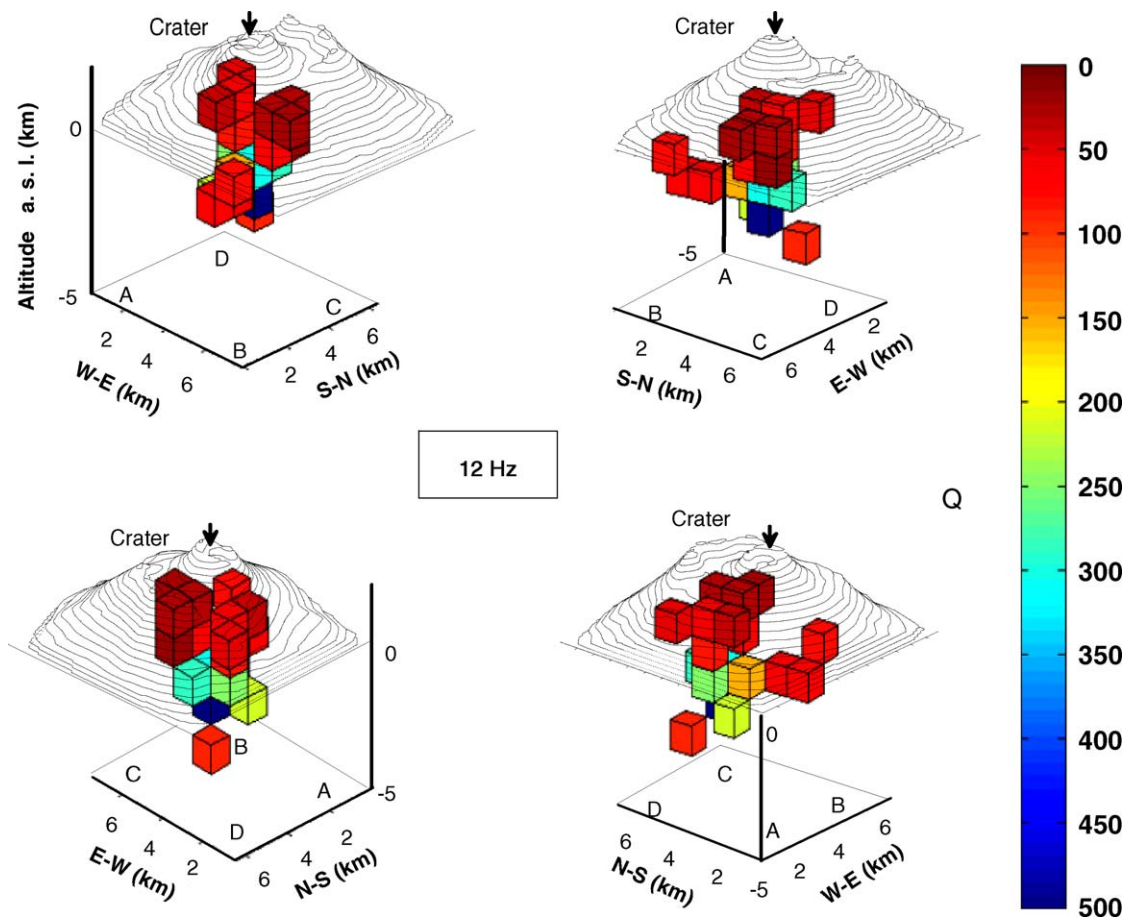 Crater
Altitude a. s. l. (km)
0
-5
D
A
C
B
2
4
6
2
4
6
W-E (km)
S-N (km)
Crater
-5
A
B
D
C
2
4
6
6
4
2
S-N (km)
E-W (km)
0
50
100
150
200
250
300
350
400
450
500
Q
12 Hz
Crater
0
-5
B
C
A
D
6
4
2
6
4
2
E-W (km)
N-S (km)
Crater
0
C
D
B
A
6
4
2
-5
2
4
6
N-S (km)
W-E (km)